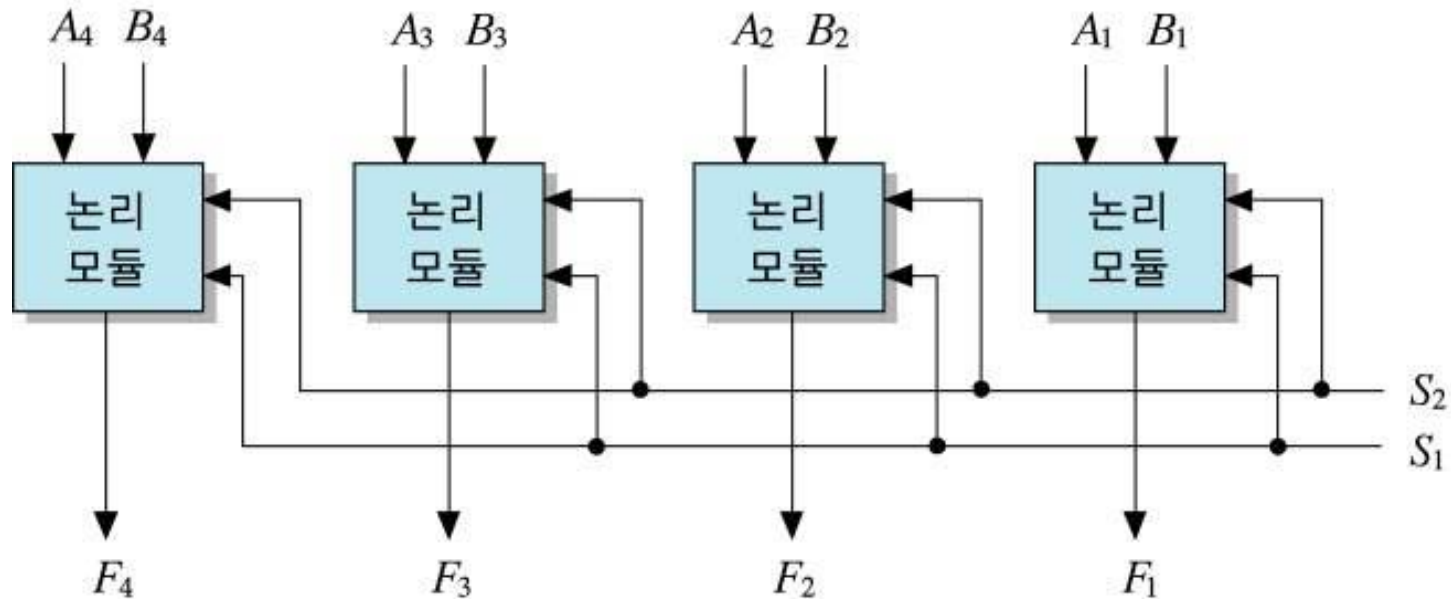 A4 B4 A3 B3 A2 B2 A1 B1
논리 논리 논리 논리
모듈 모듈 모듈 모듈
S2
S1
F4 F3 F2 F1